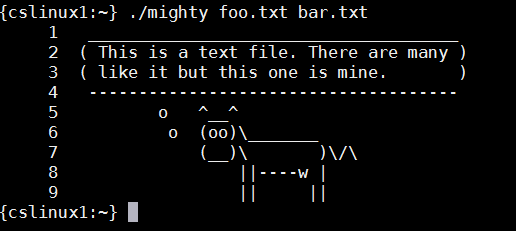 {cslinux1:~} ./mighty foo.txt bar.txt
     1	 _____________________________________
     2	( This is a text file. There are many )
     3	( like it but this one is mine.       )
     4	 -------------------------------------
     5	        o   ^__^
     6	         o  (oo)\_______
     7	            (__)\       )\/\
     8	                ||----w |
     9	                ||     ||
{cslinux1:~}